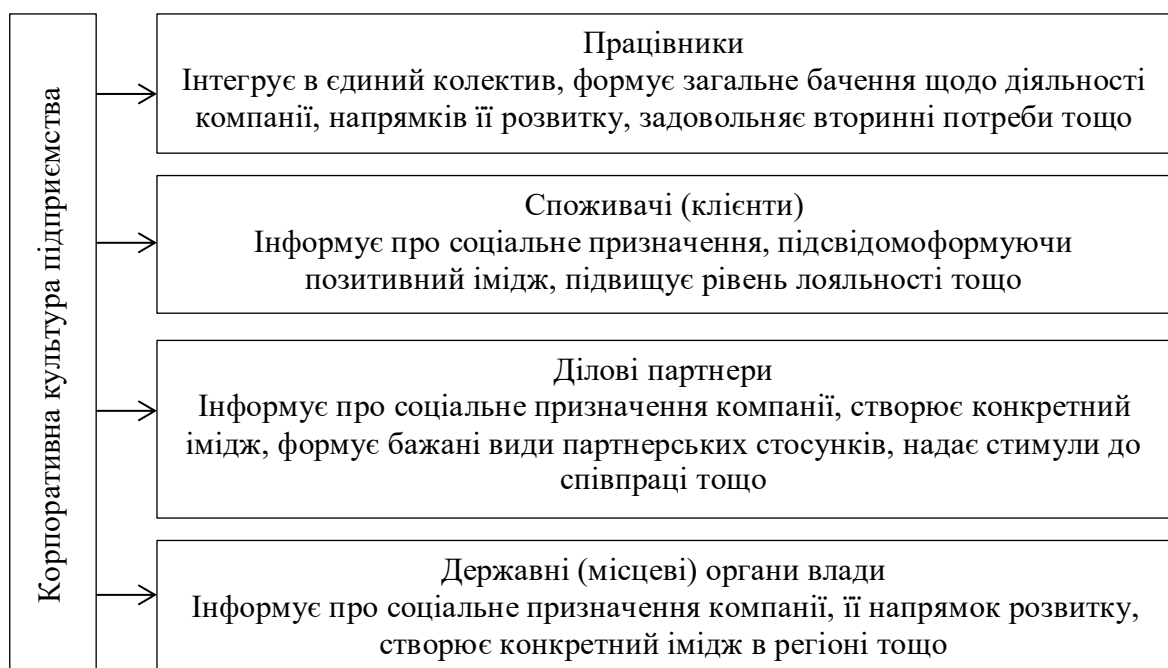 Корпоративна культура підприємства
Працівники
Інтегрує в єдиний колектив, формує загальне бачення щодо діяльності
компанії, напрямків її розвитку, задовольняє вторинні потреби тощо
Споживачі (клієнти)
Інформує про соціальне призначення, підсвідомоформуючи
позитивний імідж, підвищує рівень лояльності тощо
Ділові партнери
Інформує про соціальне призначення компанії, створює конкретний
імідж, формує бажані види партнерських стосунків, надає стимули до
співпраці тощо
Державні (місцеві) органи влади
Інформує про соціальне призначення компанії, її напрямок розвитку,
створює конкретний імідж в регіоні тощо